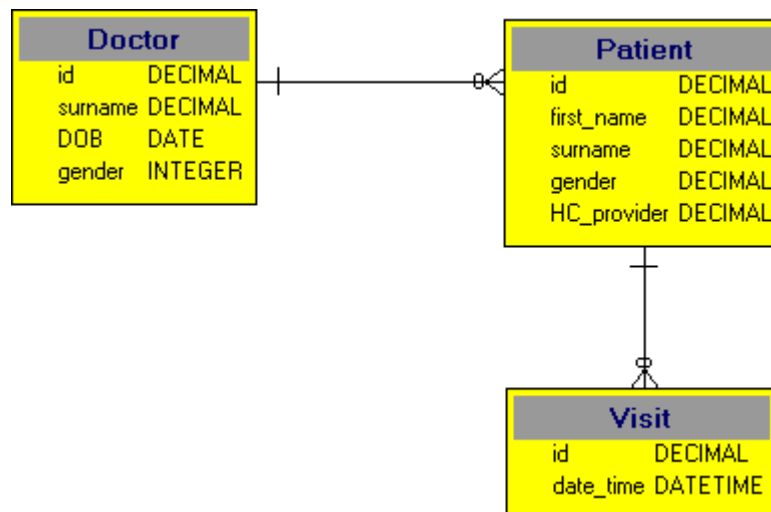 Doctor
id DECIMAL
surname DECIMAL
DOB DATE
gender INTEGER
Patient
id DECIMAL
first_name DECIMAL
surname DECIMAL
gender DECIMAL
HC_provider DECIMAL
Visit
id DECIMAL
date_time DATETIME